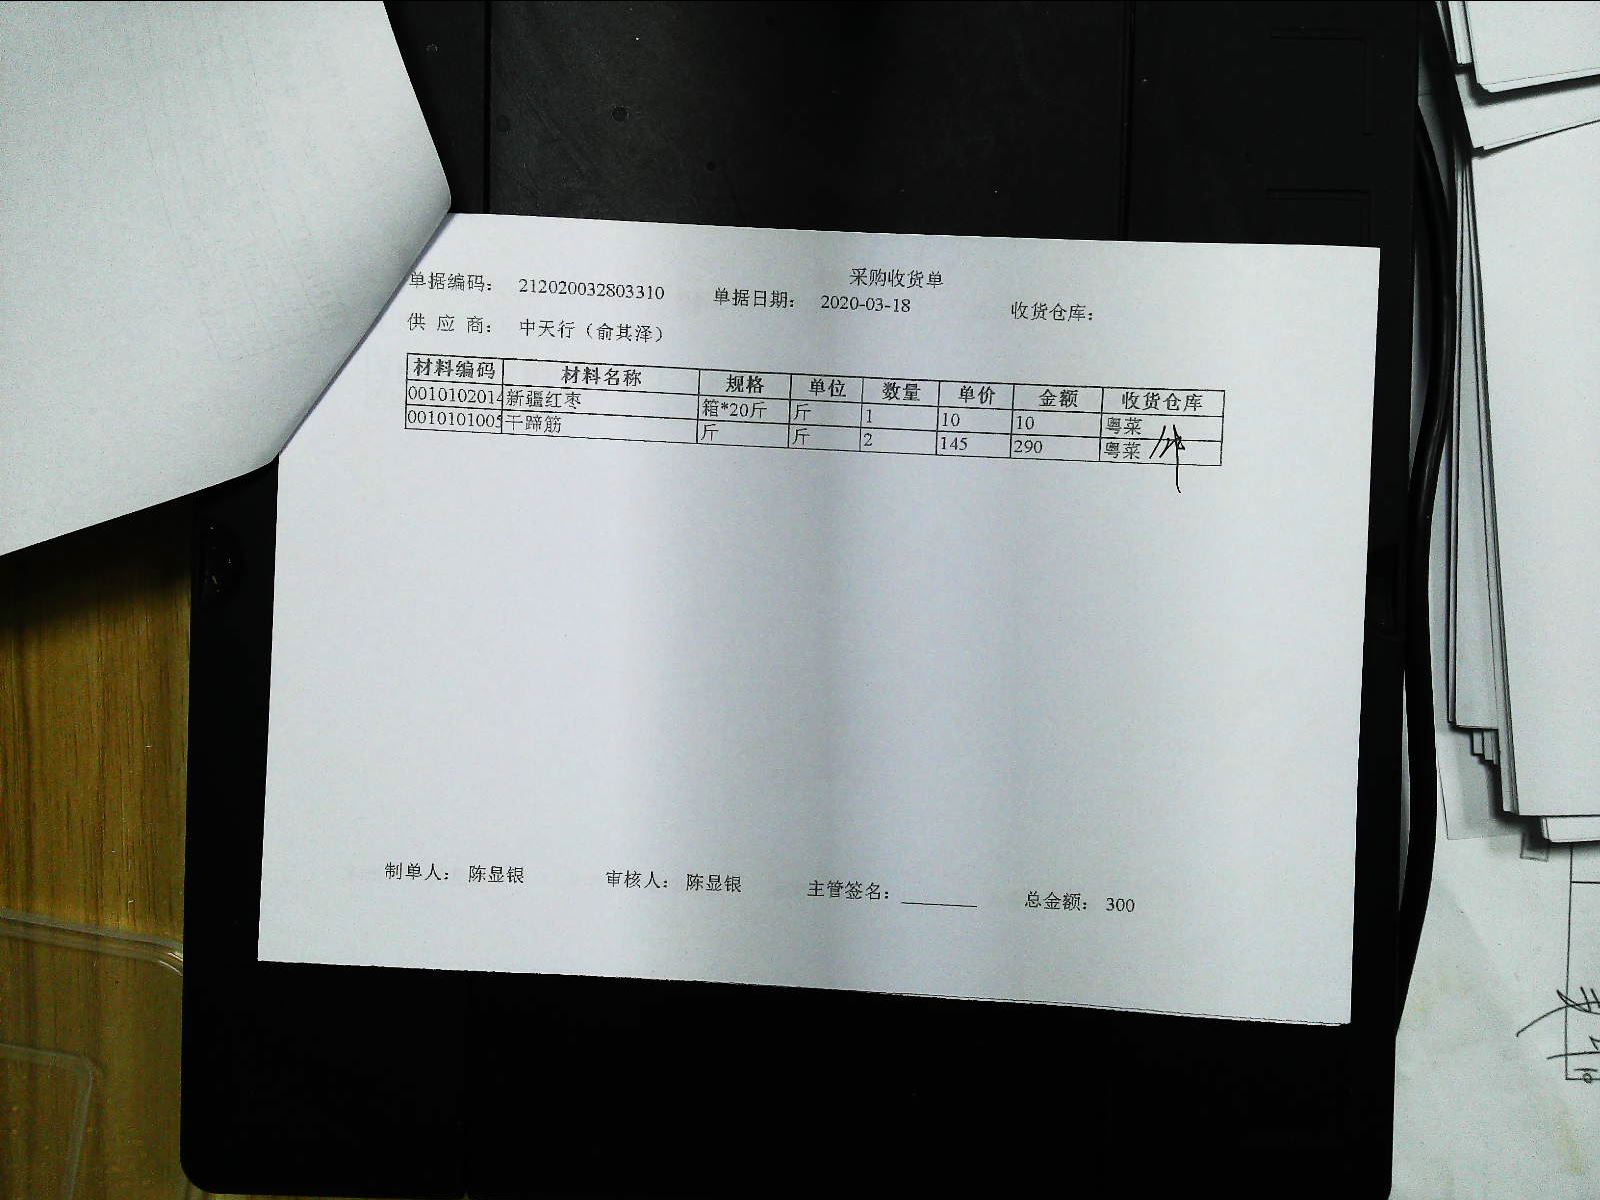 采购收货单
单据编码： 212020032803310 单据日期： 2020-03-18 收货仓库：
供 应 商： 中天行（俞其泽）
材料编码 材料名称 规格 单位 数量 单价 金额 收货仓库
0010102014 新疆红枣 箱*20斤 斤 1 10 10 粤菜
0010101005 干蹄筋 斤 斤 2 145 290 粤菜
制单人： 陈显银 审核人： 陈显银 主管签名： 总金额： 300